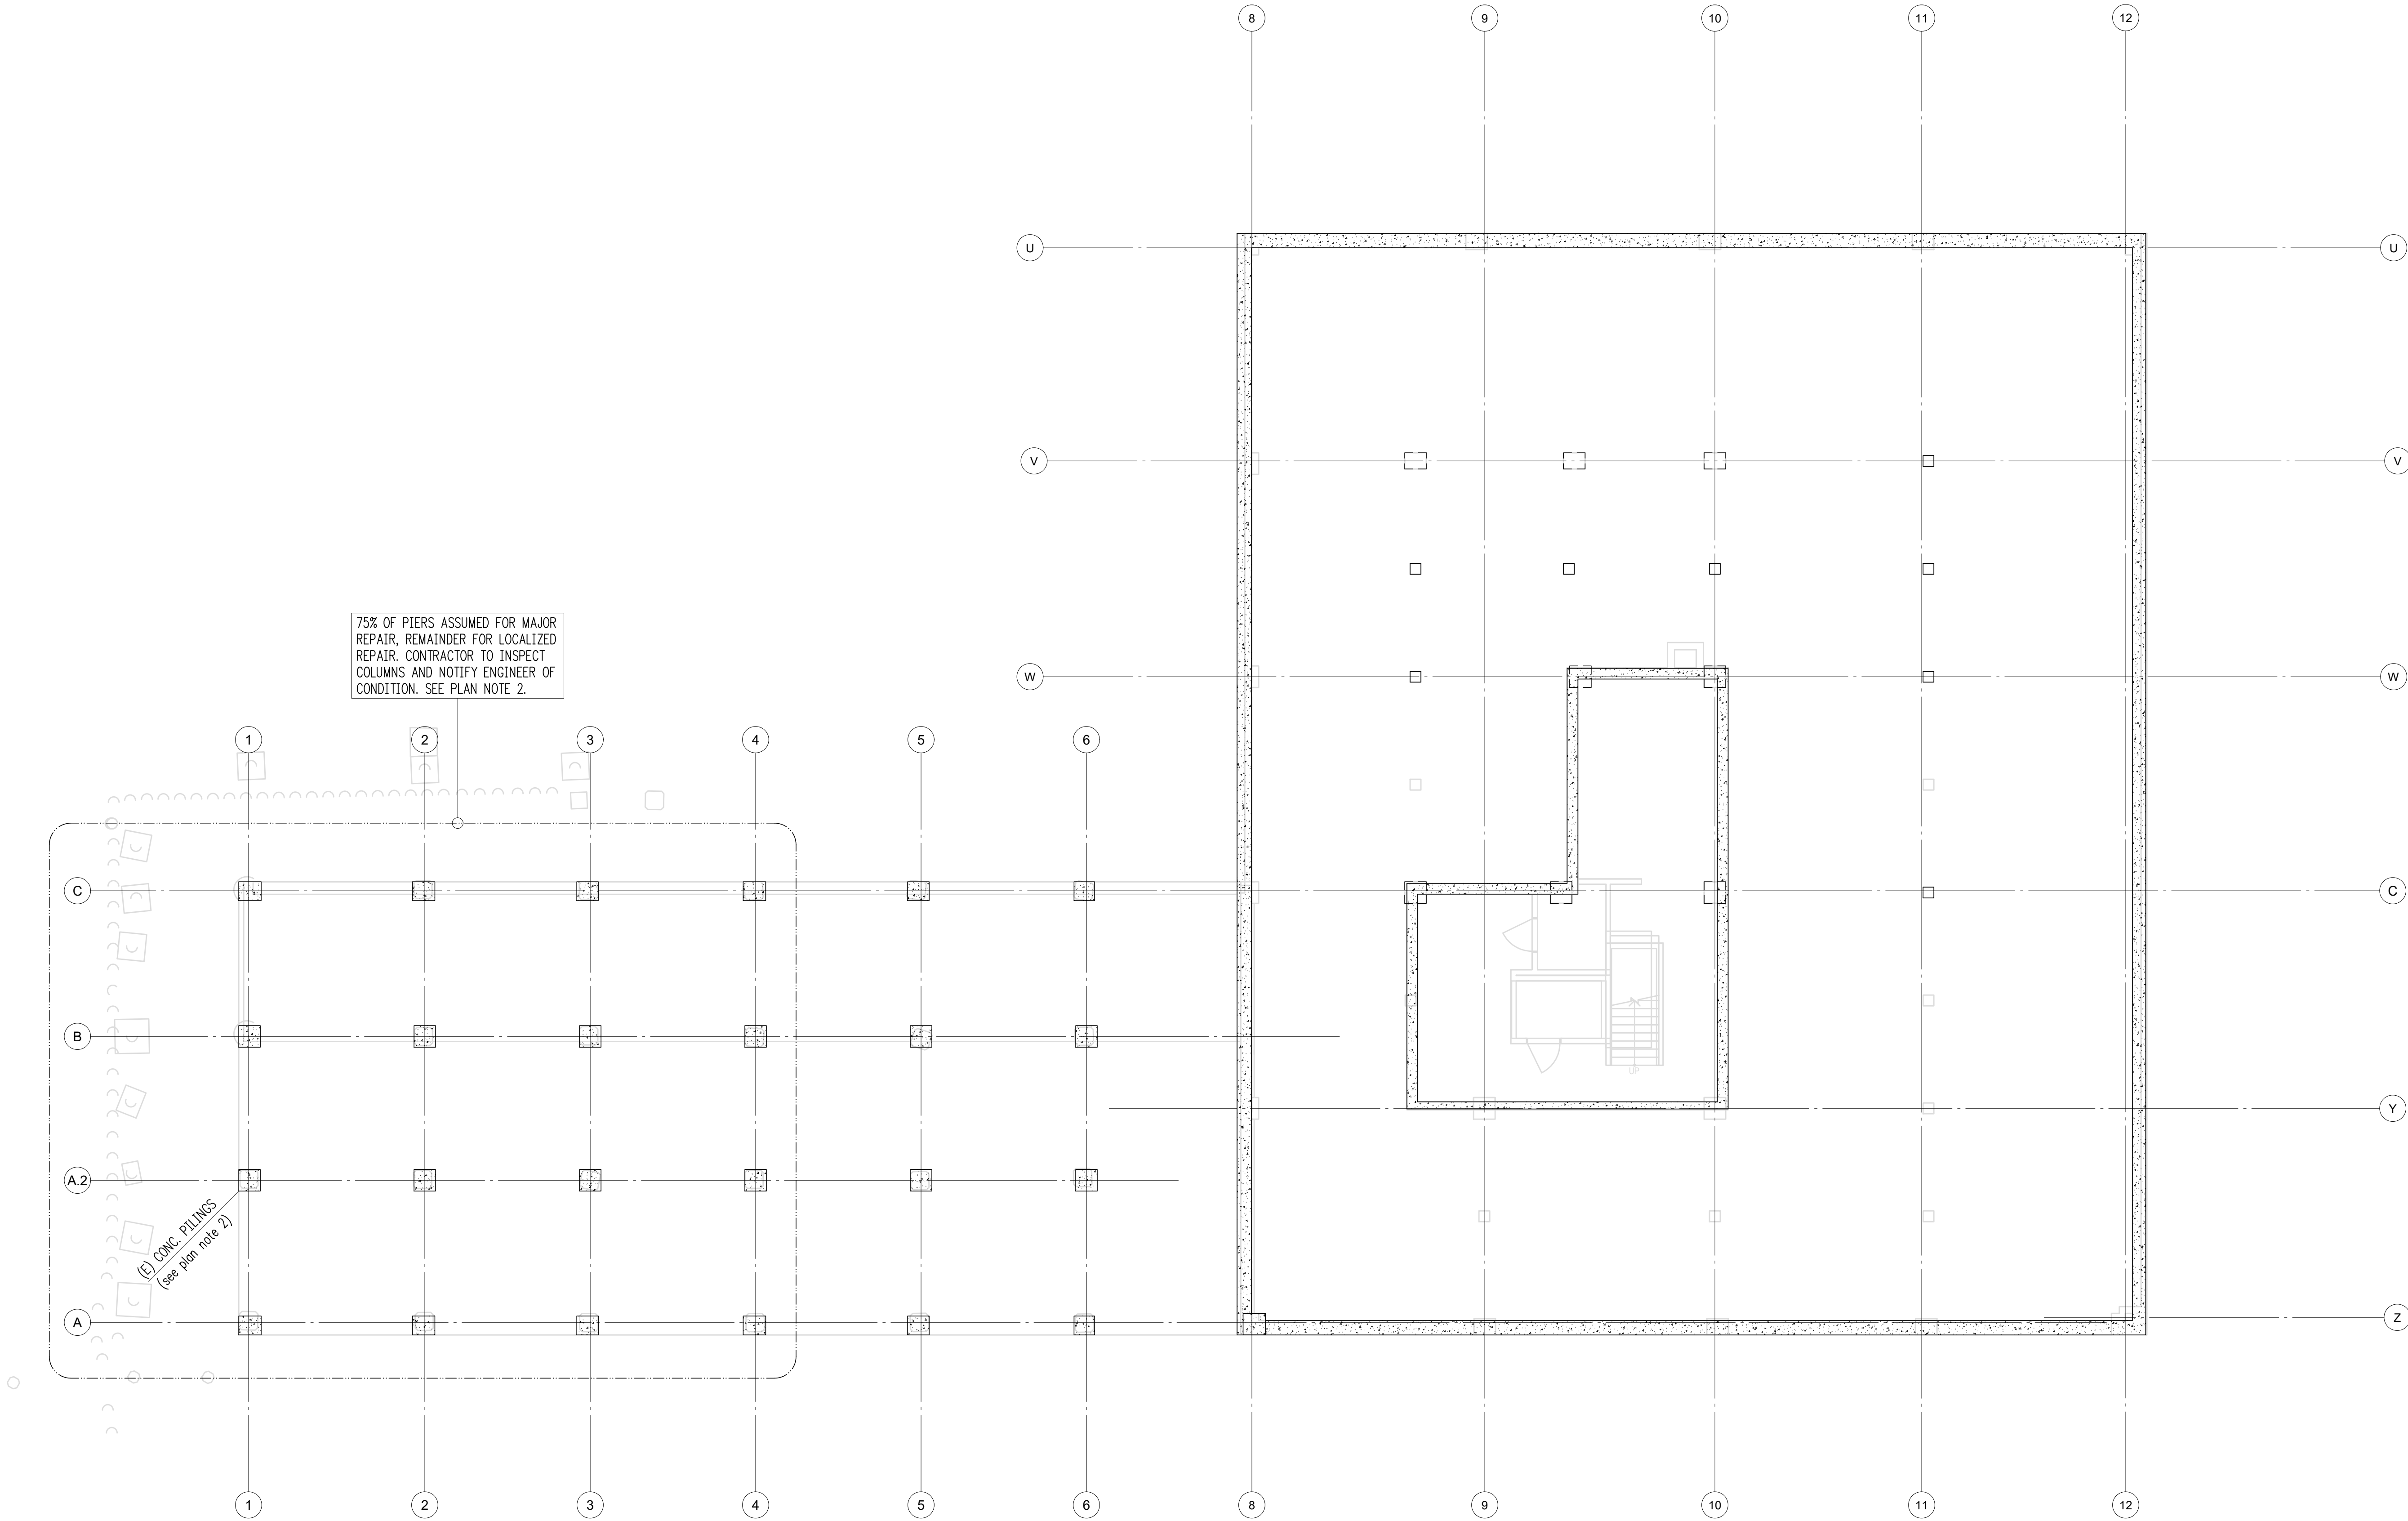 8
9
10
11
12
U
U
V
V
75% OF PIERS ASSUMED FOR MAJOR
REPAIR, REMAINDER FOR LOCALIZED
REPAIR. CONTRACTOR TO INSPECT
COLUMNS AND NOTIFY ENGINEER OF
CONDITION. SEE PLAN NOTE 2.
W
W
1
2
3
4
5
6
C
C
B
UP
Y
A.2
(E) CONC. PILINGS
(see plan note 2)
A
Z
1
2
3
4
5
6
8
9
10
11
12